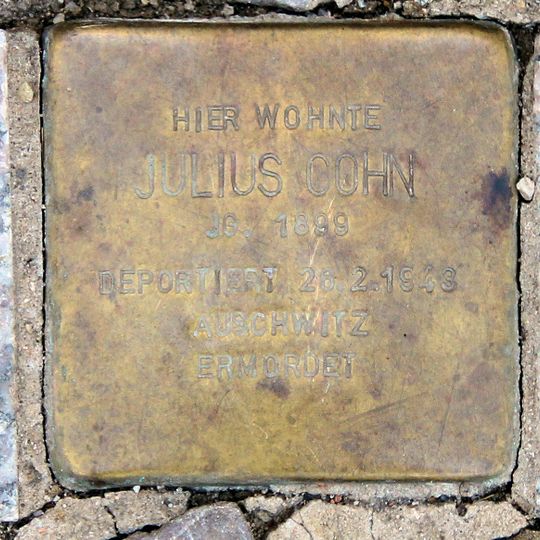 HIER WOHNTE
JULIUS COHN
JG. 1899
DEPORTIERT 26.2.1943
AUSCHWITZ
ERMORDET